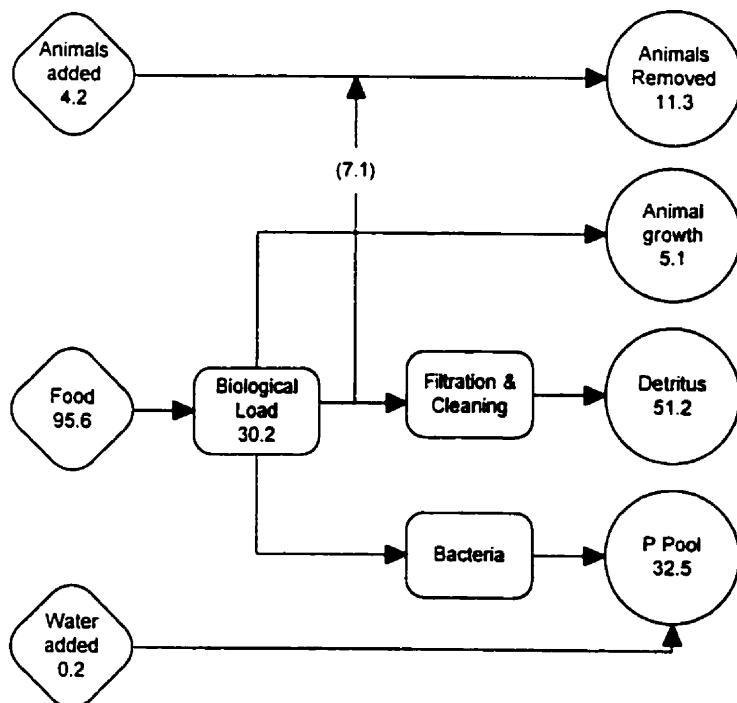 Animals
added
4.2
Animals
Removed
11.3
(7.1)
Animal
growth
5.1
Food
95.6
Biological
Load
30.2
Filtration &
Cleaning
Detritus
51.2
Bacteria
P Pool
32.5
Water
added
0.2